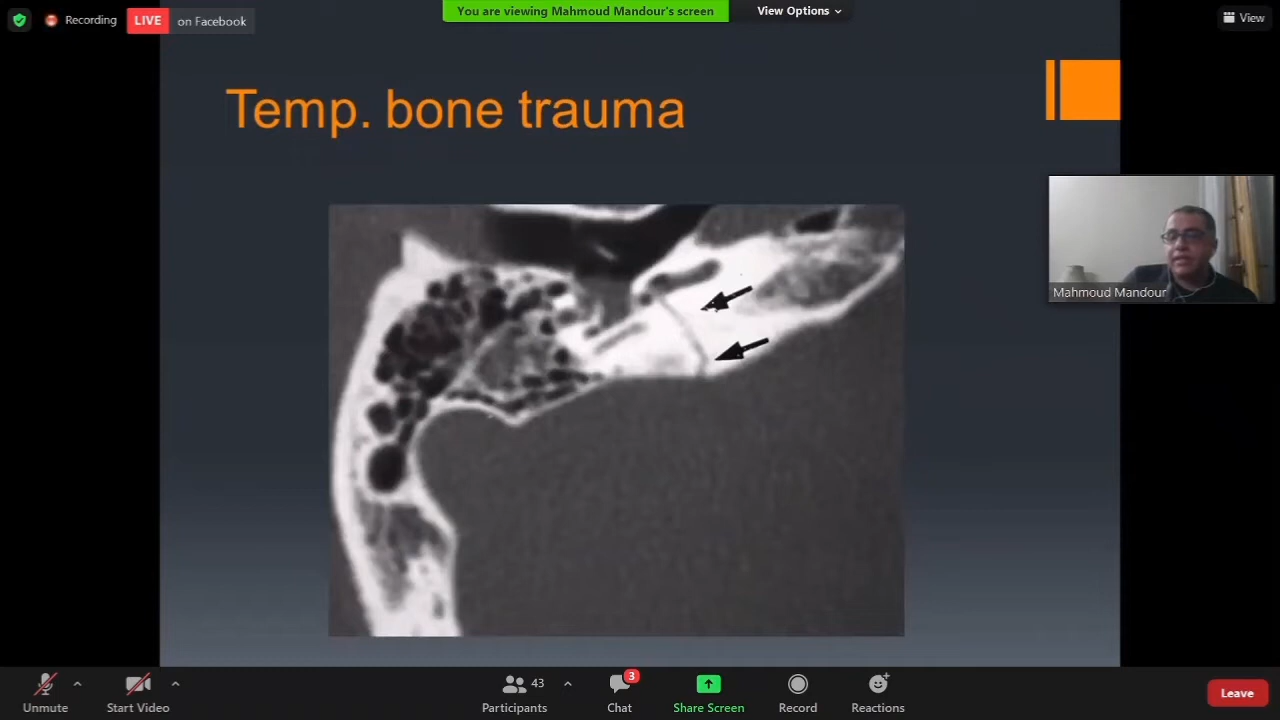 Recording
LIVE
on Facebook
You are viewing Mahmoud Mandour's screen
View Options
View
Temp. bone trauma
Mahmoud Mandour
Unmute
Start Video
43
Participants
3
Chat
Share Screen
Record
Reactions
Leave